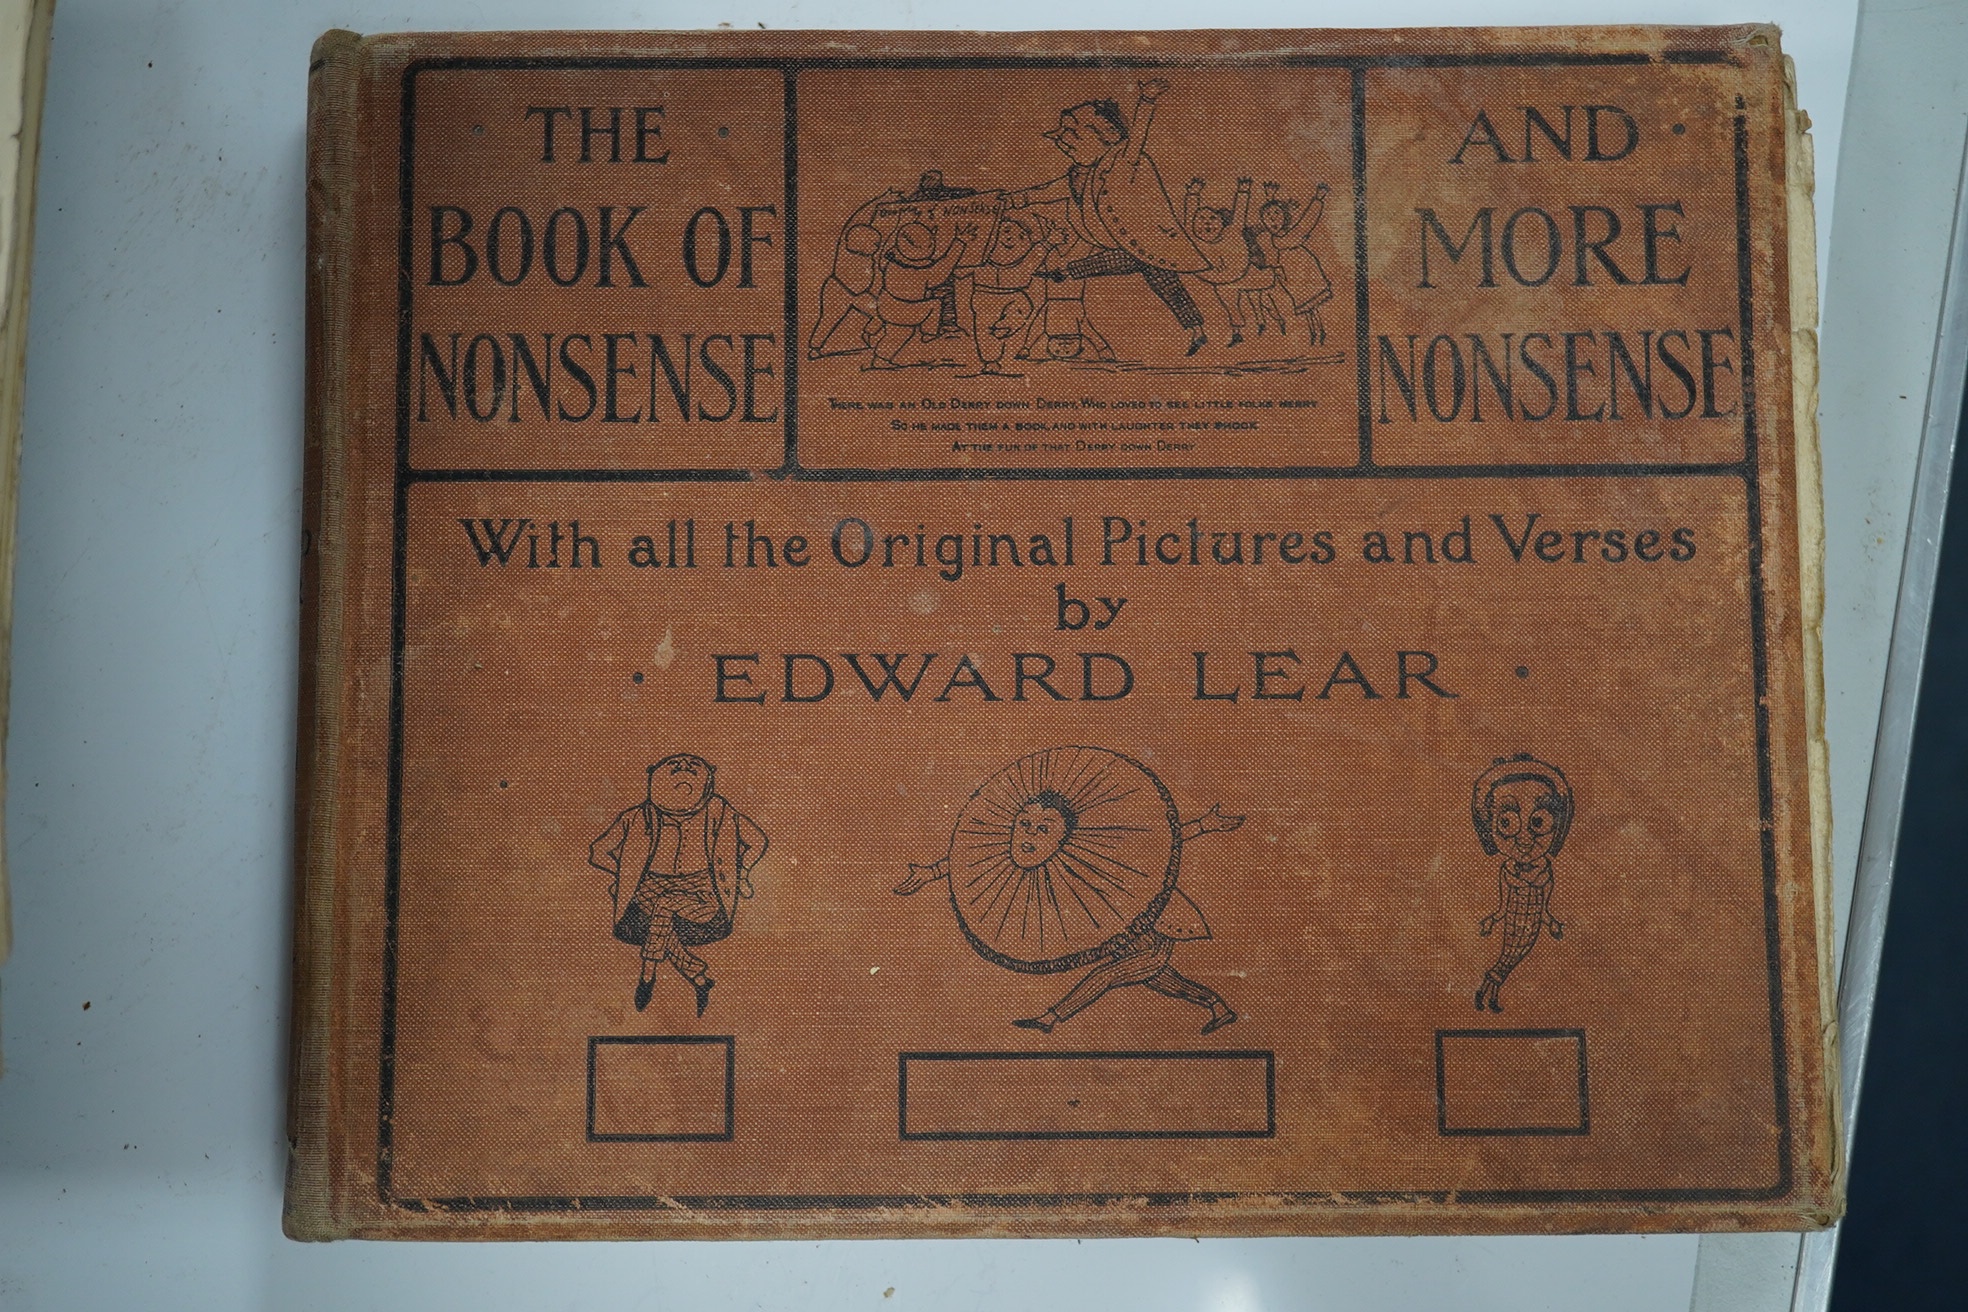 · THE ·
BOOK OF
NONSENSE
NONSENSE
THERE WAS AN OLD DERRY DOWN DERRY, WHO LOVED TO SEE LITTLE FOLKS MERRY
SO HE MADE THEM A BOOK, AND WITH LAUGHTER THEY SHOOK
AT THE FUN OF THAT DERRY DOWN DERRY
AND ·
MORE
NONSENSE
With all the Original Pictures and Verses
by
· EDWARD LEAR ·